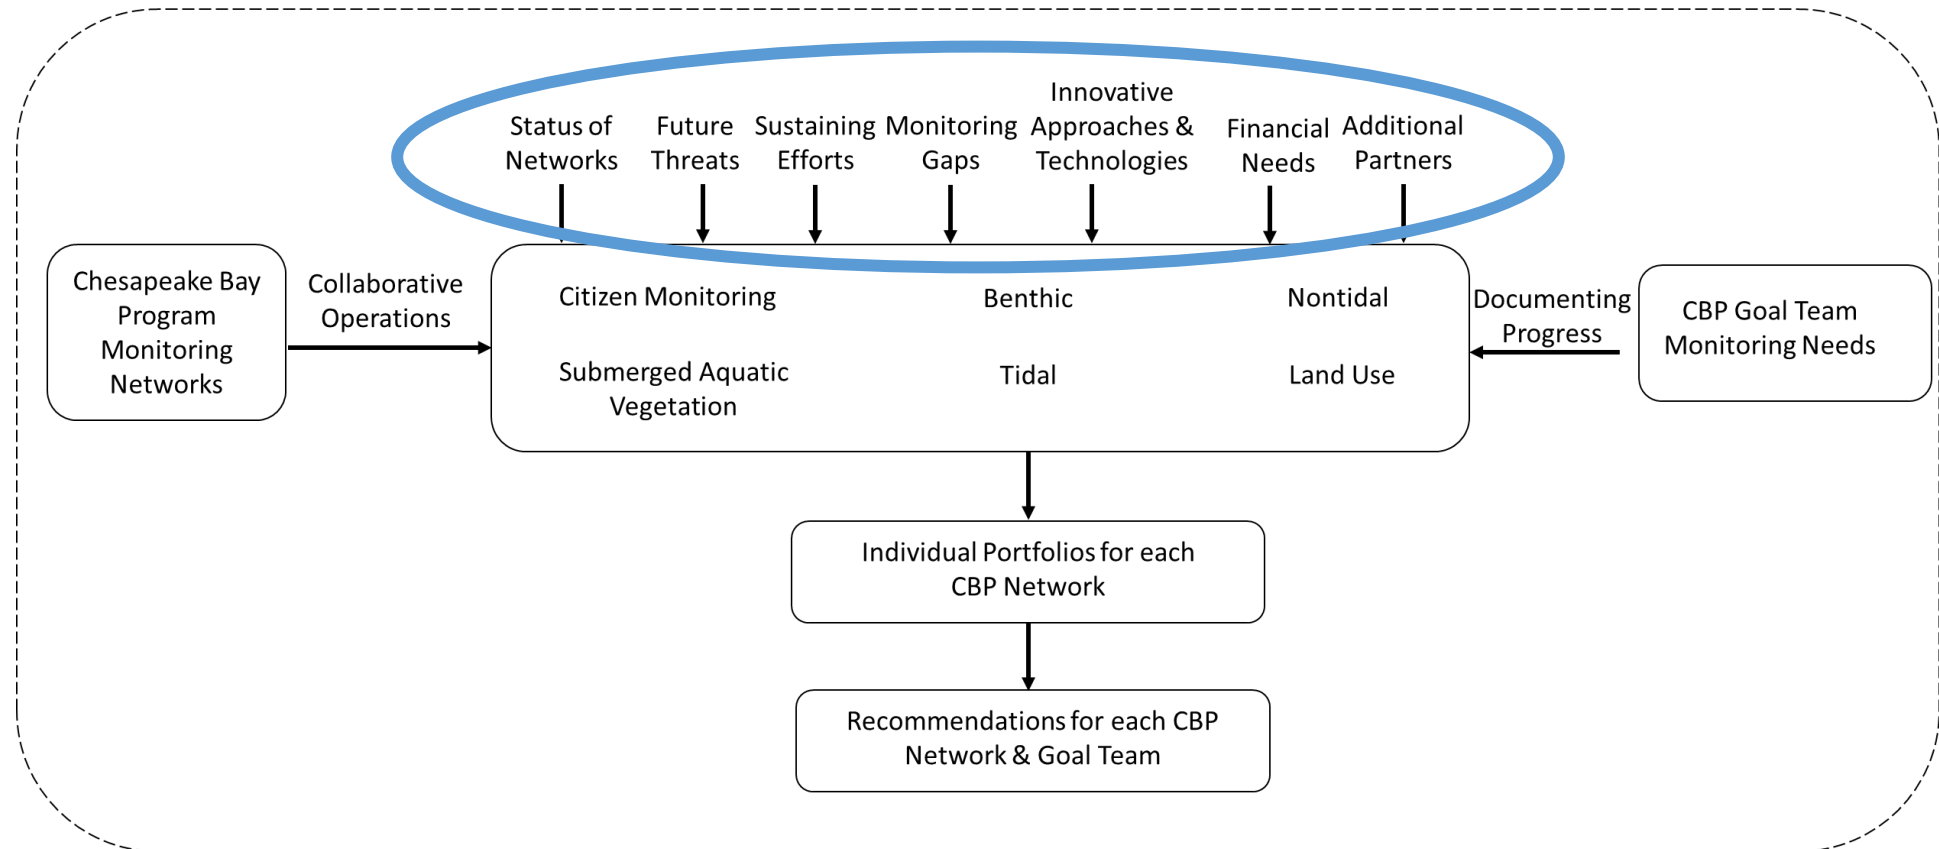 Status of
Networks
Future
Threats
Sustaining
Efforts
Monitoring
Gaps
Innovative
Approaches &
Technologies
Financial
Needs
Additional
Partners
Chesapeake Bay
Program
Monitoring
Networks
Collaborative
Operations
Citizen Monitoring
Benthic
Nontidal
Submerged Aquatic
Vegetation
Tidal
Land Use
Documenting
Progress
CBP Goal Team
Monitoring Needs
Individual Portfolios for each
CBP Network
Recommendations for each CBP
Network & Goal Team